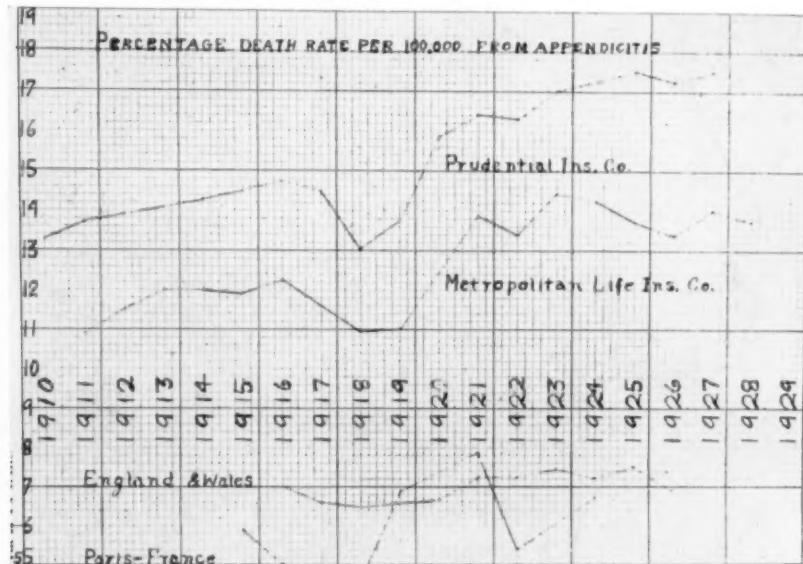 19
18
PERCENTAGE DEATH RATE PER 100,000 FROM APPENDICITIS
17
16
15
Prudential Ins. Co.
14
13
12
Metropolitan Life Ins. Co.
11
10
1910 1911 1912 1913 1914 1915 1916 1917 1918 1919 1920 1921 1922 1923 1924 1925 1926 1927 1928 1929
9
8
England & Wales
7
6
Paris-France
55